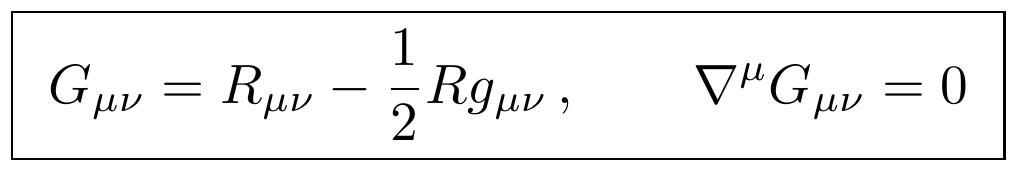 G_{\mu\nu} = R_{\mu\nu} - \frac{1}{2} R g_{\mu\nu} , \qquad \nabla^{\mu} G_{\mu\nu} = 0